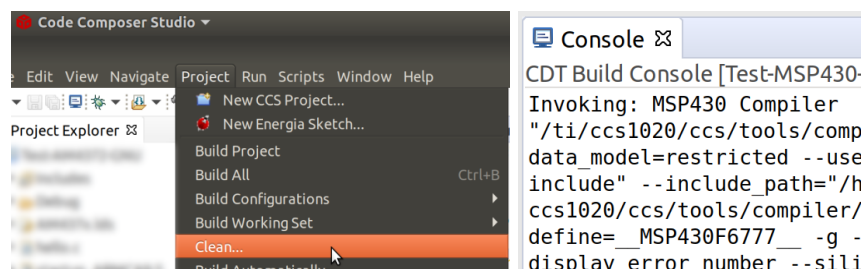 Code Composer Studio
Edit View Navigate Project Run Scripts Window Help
New CCS Project...
New Energia Sketch...
Project Explorer
Build Project
Build All Ctrl+B
Build Configurations
Build Working Set
Clean...
Build Automatically
Console
CDT Build Console [Test-MSP430-
Invoking: MSP430 Compiler
"/ti/ccs1020/ccs/tools/comp
data_model=restricted --use
include" --include_path="/h
ccs1020/ccs/tools/compiler/
define=__MSP430F6777__ -g -
display_error_number --sili